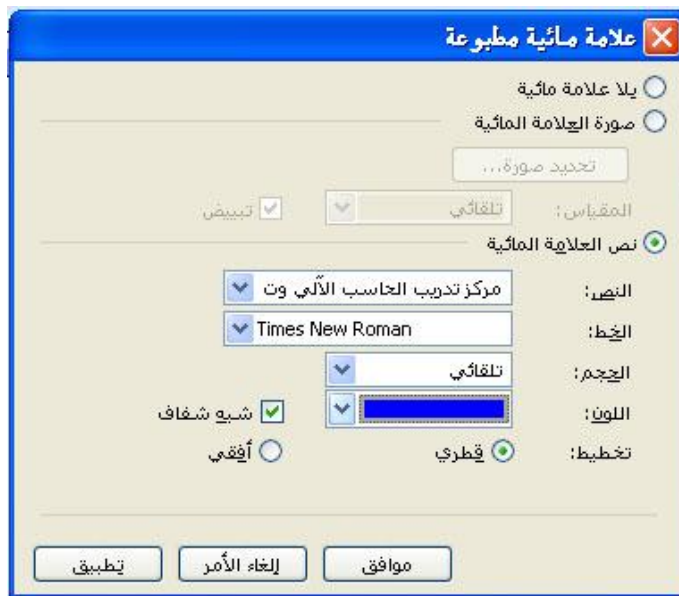 علامة مائية مطبوعة
بلا علامة مائية
صورة العلامة المائية
تحديد صورة...
المقياس: تلقائي تبييض
نص العلامة المائية
النص: مركز تدريب الحاسب الآلي وت
الخط: Times New Roman
الحجم: تلقائي
اللون: شبه شفاف
تخطيط: قطري أفقي
موافق إلغاء الأمر تطبيق